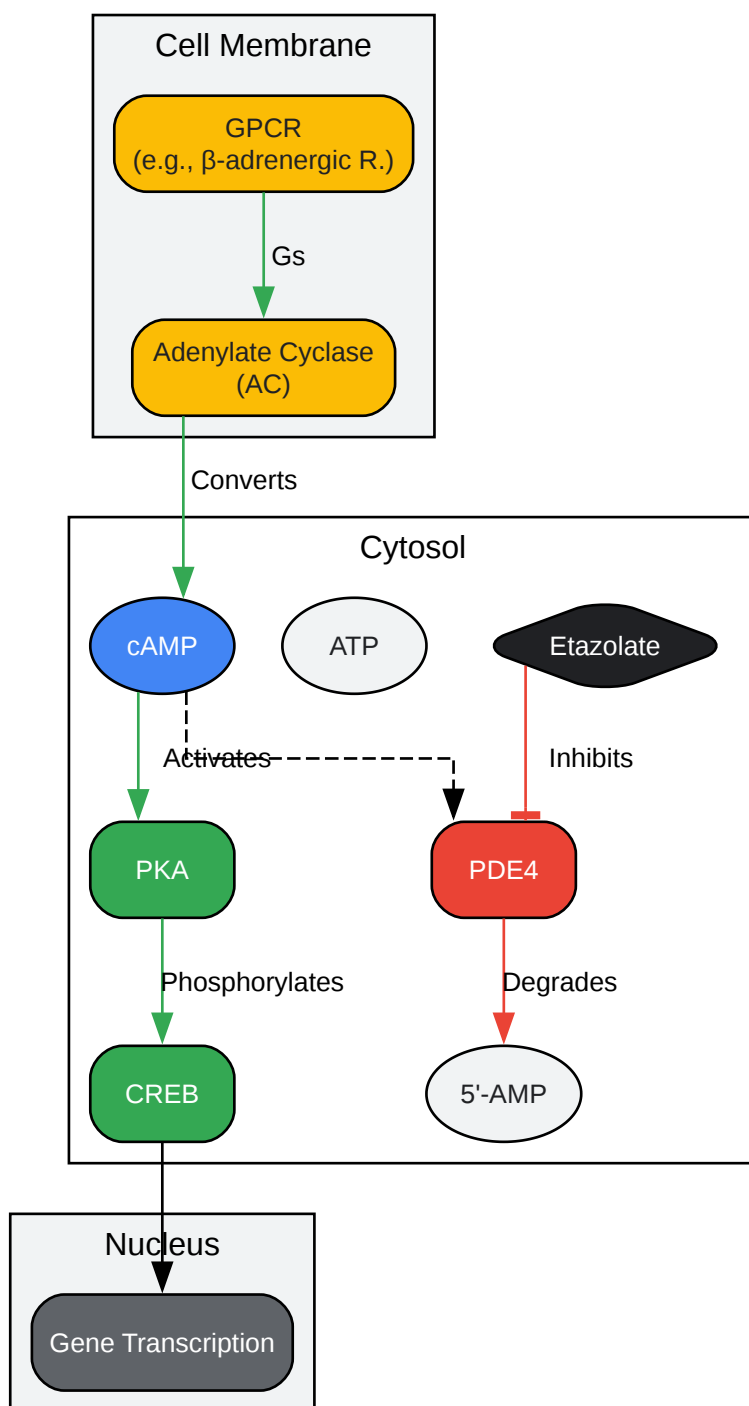 Cell Membrane
GPCR
(e.g., β-adrenergic R.)
Gs
Adenylate Cyclase
(AC)
Converts
Cytosol
cAMP
ATP
Etazolate
Activates
Inhibits
PKA
PDE4
Phosphorylates
Degrades
CREB
5'-AMP
Nucleus
Gene Transcription